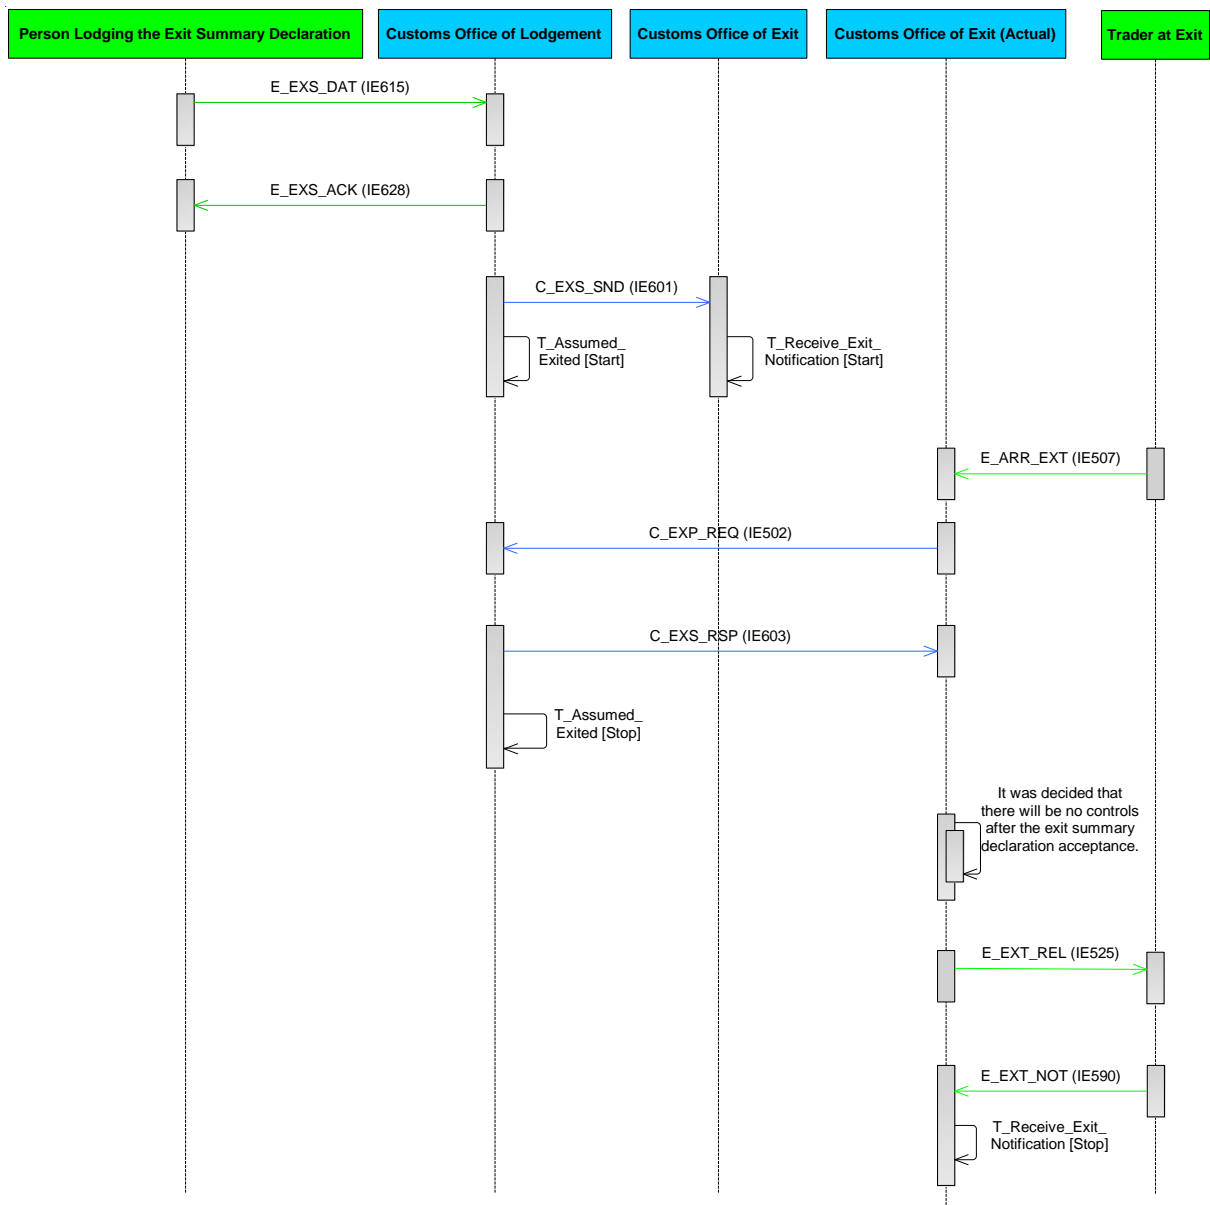 Person Lodging the Exit Summary Declaration
Customs Office of Lodgement
Customs Office of Exit
Customs Office of Exit (Actual)
Trader at Exit
E_EXS_DAT (IE615)
E_EXS_ACK (IE628)
C_EXS_SND (IE601)
T_Assumed_
Exited [Start]
T_Receive_Exit_
Notification [Start]
E_ARR_EXT (IE507)
C_EXP_REQ (IE502)
C_EXS_RSP (IE603)
T_Assumed_
Exited [Stop]
It was decided that
there will be no controls
after the exit summary
declaration acceptance.
E_EXT_REL (IE525)
E_EXT_NOT (IE590)
T_Receive_Exit_
Notification [Stop]